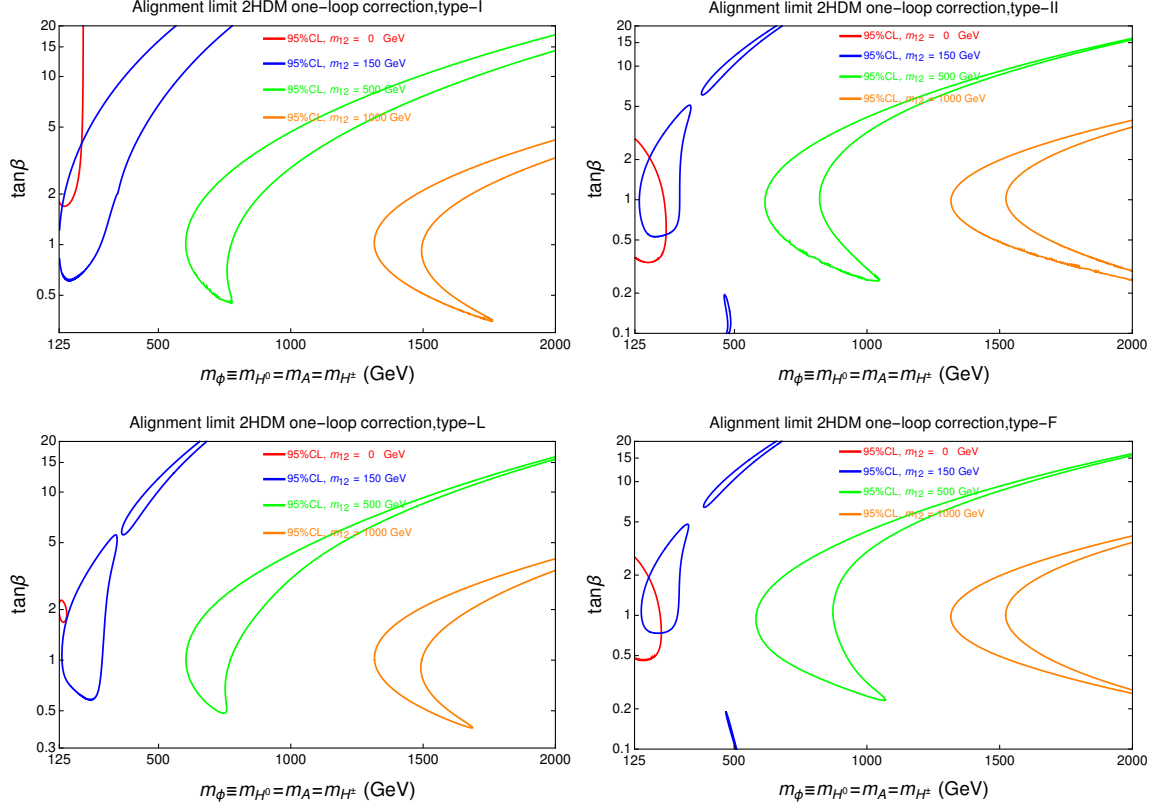 Alignment limit 2HDM one-loop correction,type-I
20
10
5
2
1
0.5
tanβ
95%CL, m12 = 0 GeV
95%CL, m12 = 150 GeV
95%CL, m12 = 500 GeV
95%CL, m12 = 1000 GeV
125 500 1000 1500 2000
mϕ≡mH0=mA=mH± (GeV)
Alignment limit 2HDM one-loop correction,type-II
20
15
10
5
2
1
0.5
0.2
0.1
tanβ
95%CL, m12 = 0 GeV
95%CL, m12 = 150 GeV
95%CL, m12 = 500 GeV
95%CL, m12 = 1000 GeV
125 500 1000 1500 2000
mϕ≡mH0=mA=mH± (GeV)
Alignment limit 2HDM one-loop correction,type-L
20
15
10
5
2
1
0.5
0.3
tanβ
95%CL, m12 = 0 GeV
95%CL, m12 = 150 GeV
95%CL, m12 = 500 GeV
95%CL, m12 = 1000 GeV
125 500 1000 1500 2000
mϕ≡mH0=mA=mH± (GeV)
Alignment limit 2HDM one-loop correction,type-F
20
15
10
5
2
1
0.5
0.2
0.1
tanβ
95%CL, m12 = 0 GeV
95%CL, m12 = 150 GeV
95%CL, m12 = 500 GeV
95%CL, m12 = 1000 GeV
125 500 1000 1500 2000
mϕ≡mH0=mA=mH± (GeV)